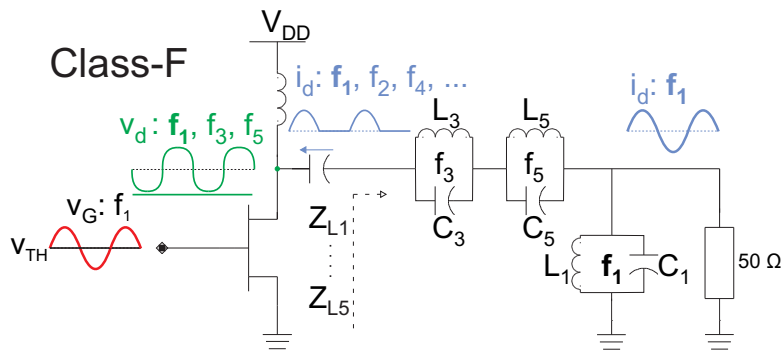 V_DD
Class-F
i_d: f_1, f_2, f_4, ...
i_d: f_1
v_d: f_1, f_3, f_5
L_3
L_5
f_3
f_5
v_G: f_1
v_TH
C_3
C_5
Z_L1
Z_L5
L_1
f_1
C_1
50 Ω